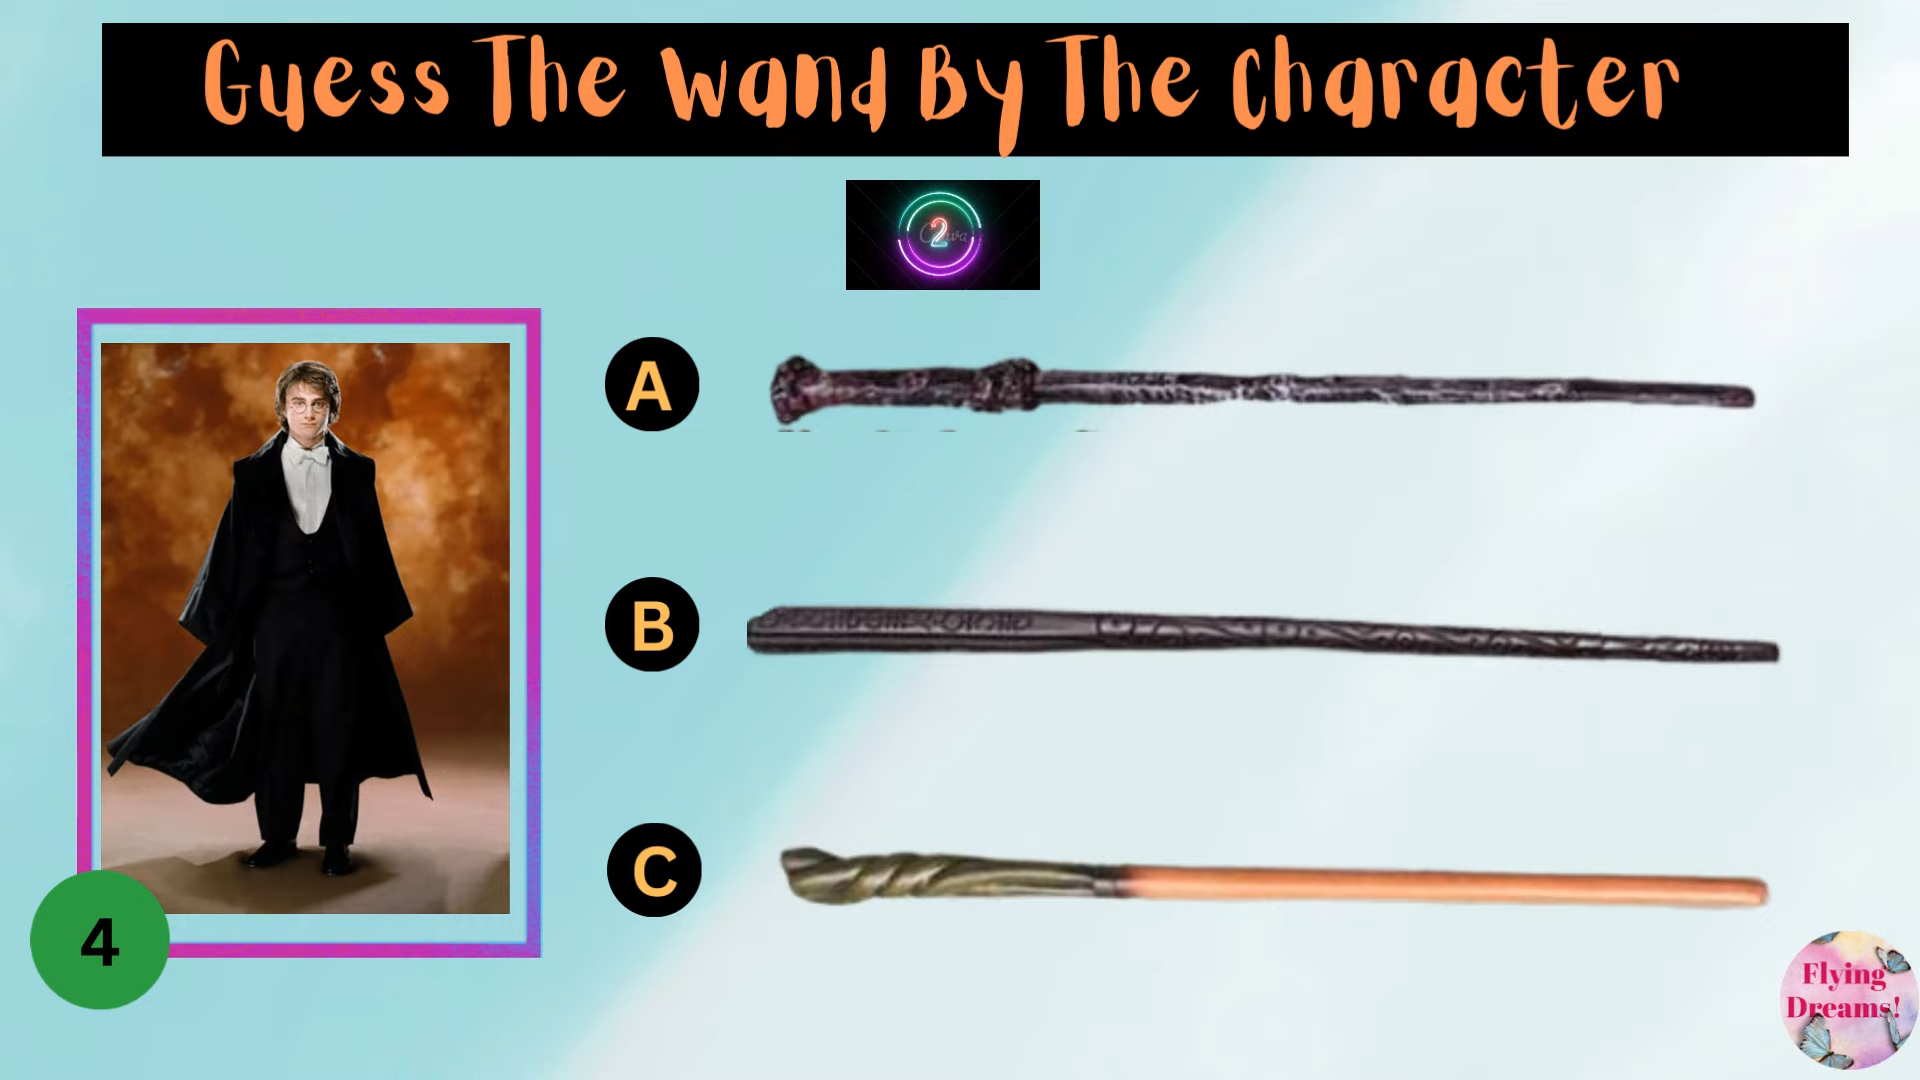 Guess The Wand By The Character
2
A
B
C
4
Flying
Dreams!